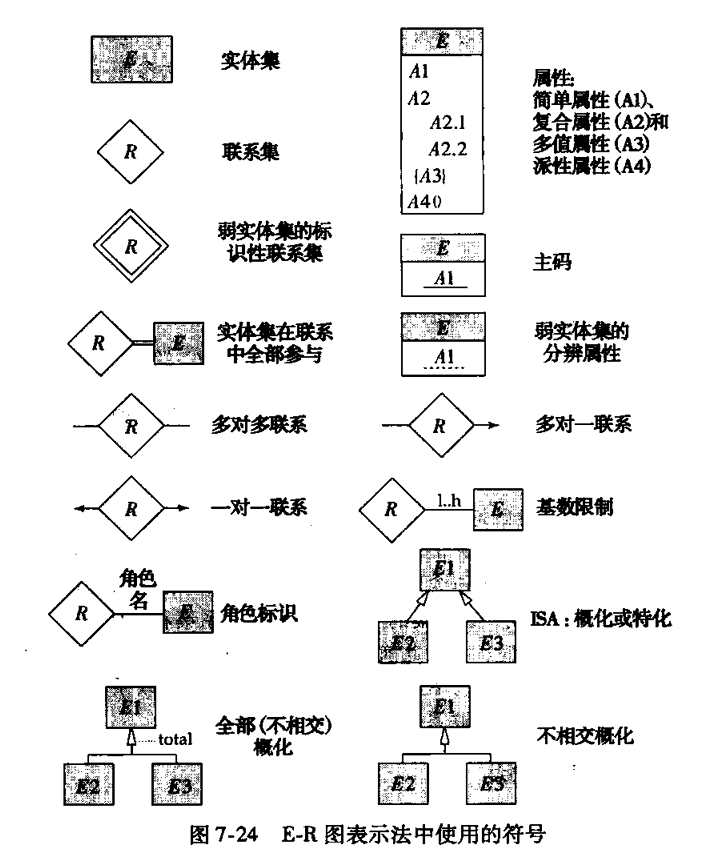 E
实体集
E
A1
A2
A2.1
A2.2
{A3}
A4()
属性:
简单属性(A1)、
复合属性(A2)和
多值属性(A3)
派性属性(A4)
R
联系集
R
弱实体集的标
识性联系集
E
A1
主码
R
E
实体集在联系
中全部参与
E
A1
弱实体集的
分辨属性
R
多对多联系
R
多对一联系
R
一对一联系
R
l..h
E
基数限制
R
角色
名
E
角色标识
E1
E2
E3
ISA:概化或特化
E1
total
E2
E3
全部(不相交)
概化
E1
E2
E3
不相交概化
图 7-24 E-R 图表示法中使用的符号